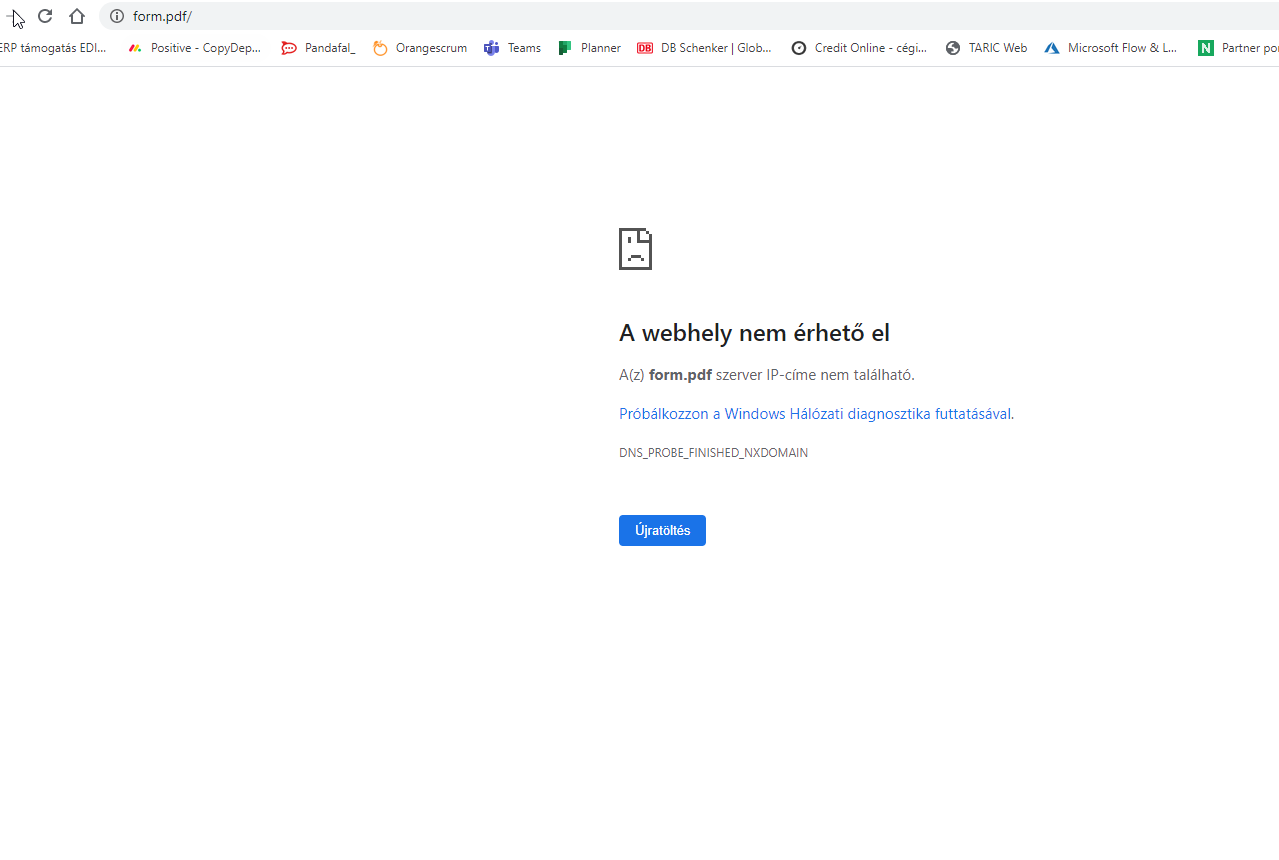 form.pdf/
ERP támogatás EDI... Positive - CopyDep... Pandafal_ Orangescrum Teams Planner DB DB Schenker | Glob... Credit Online - cégi... TARIC Web Microsoft Flow & L... N Partner por
A webhely nem érhető el
A(z) form.pdf szerver IP-címe nem található.
Próbálkozzon a Windows Hálózati diagnosztika futtatásával.
DNS_PROBE_FINISHED_NXDOMAIN
Újratöltés